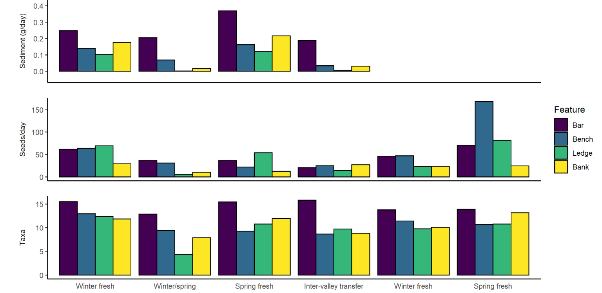 Sediment (g/day)
0.4
0.3
0.2
0.1
0.0
Seeds/day
150
100
50
0
Taxa
15
10
5
0
Winter fresh Winter/spring Spring fresh Inter-valley transfer Winter fresh Spring fresh
Feature
Bar
Bench
Ledge
Bank